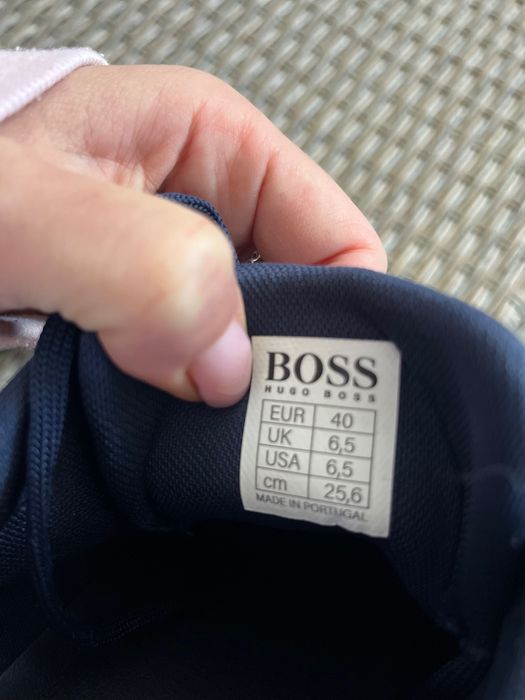 BOSS
HUGO BOSS
EUR 40
UK 6,5
USA 6,5
cm 25,6
MADE IN PORTUGAL